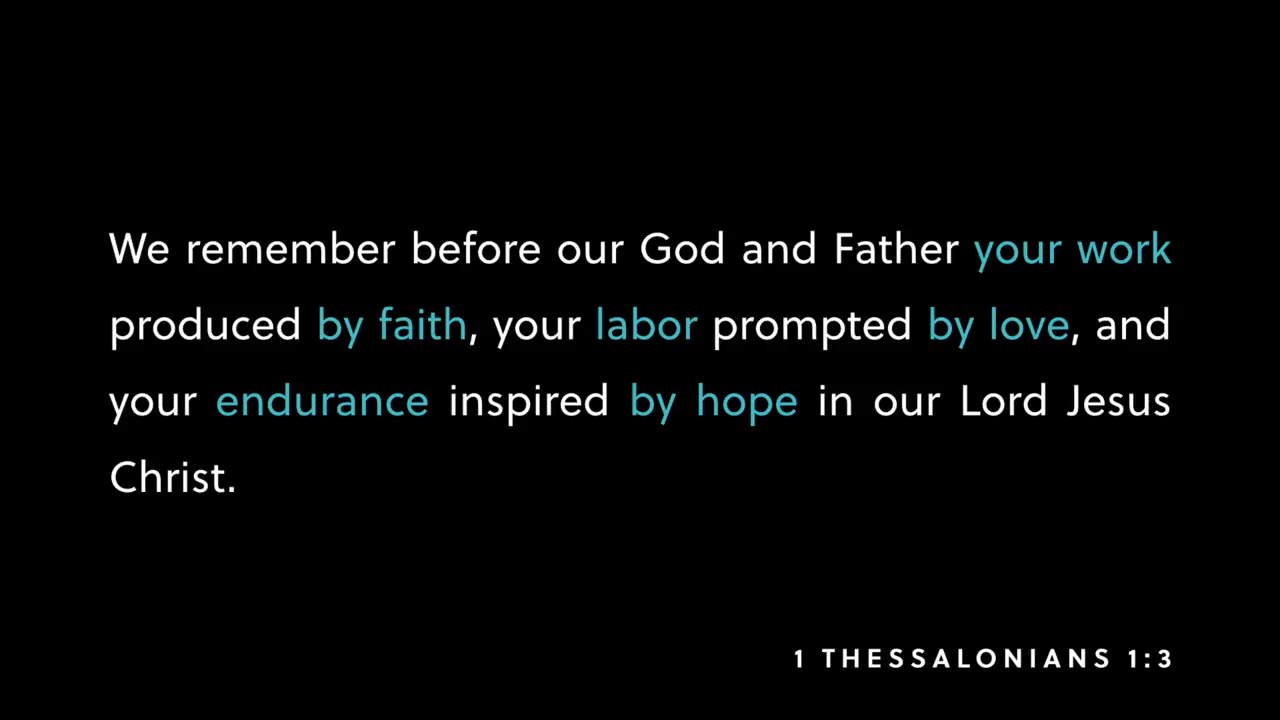 We remember before our God and Father your work
produced by faith, your labor prompted by love, and
your endurance inspired by hope in our Lord Jesus
Christ.
1 THESSALONIANS 1:3